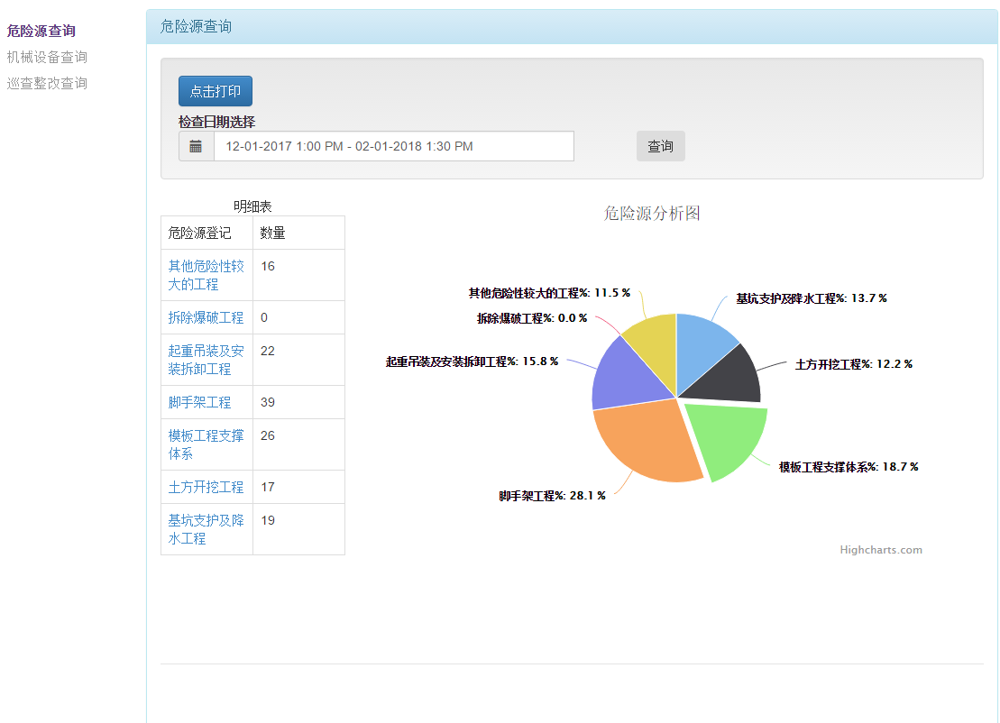 危险源查询
机械设备查询
巡查整改查询
危险源查询
点击打印
检查日期选择
12-01-2017 1:00 PM - 02-01-2018 1:30 PM
查询
明细表
危险源登记 数量
其他危险性较
大的工程
16
拆除爆破工程 0
起重吊装及安
装拆卸工程
22
脚手架工程 39
模板工程支撑
体系
26
土方开挖工程 17
基坑支护及降
水工程
19
危险源分析图
其他危险性较大的工程%: 11.5 %
基坑支护及降水工程%: 13.7 %
拆除爆破工程%: 0.0 %
起重吊装及安装拆卸工程%: 15.8 %
土方开挖工程%: 12.2 %
模板工程支撑体系%: 18.7 %
脚手架工程%: 28.1 %
Highcharts.com